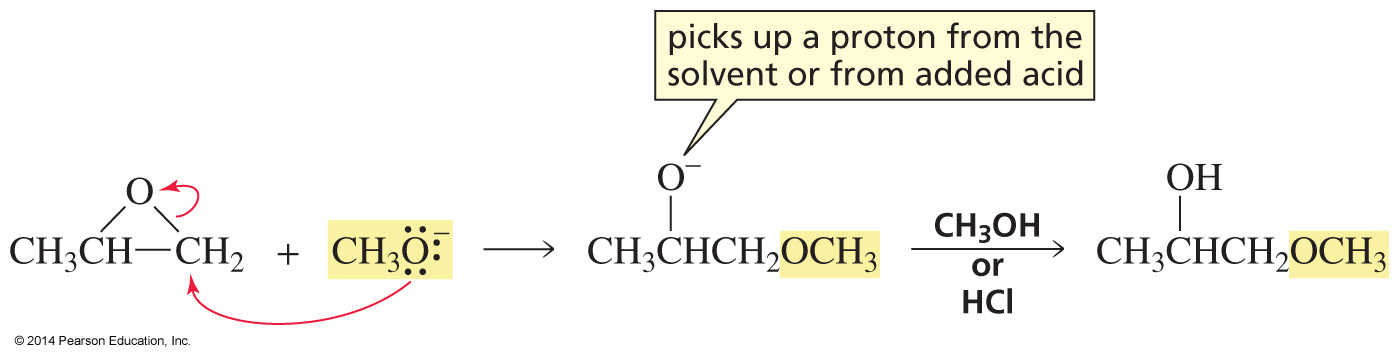 picks up a proton from the
solvent or from added acid
O
CH₃CH—CH₂ + CH₃O⁻
O⁻
CH₃CHCH₂OCH₃
CH₃OH
or
HCl
OH
CH₃CHCH₂OCH₃
© 2014 Pearson Education, Inc.